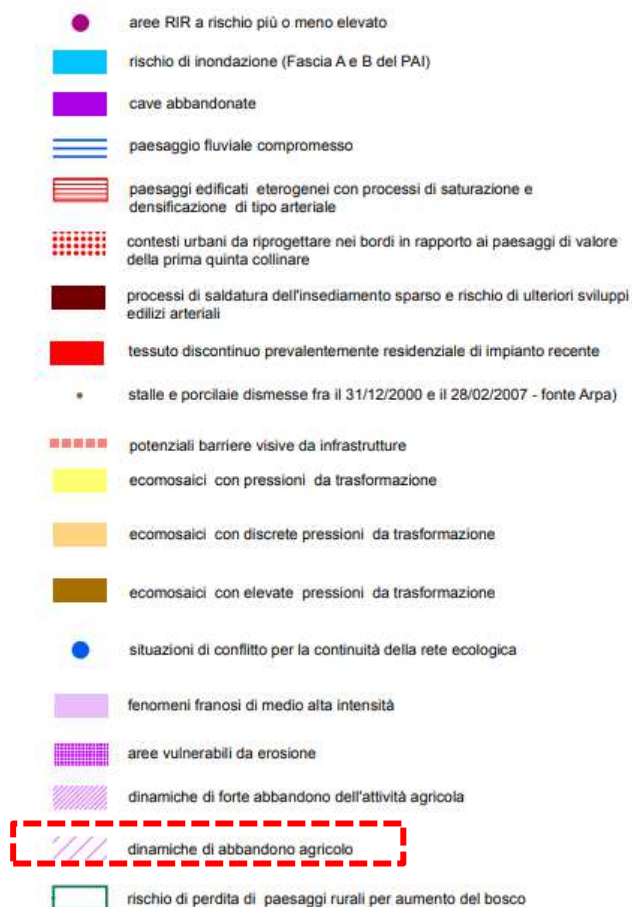 aree RIR a rischio più o meno elevato
rischio di inondazione (Fascia A e B del PAI)
cave abbandonate
paesaggio fluviale compromesso
paesaggi edificati eterogenei con processi di saturazione e
densificazione di tipo arteriale
contesti urbani da riprogettare nei bordi in rapporto ai paesaggi di valore
della prima quinta collinare
processi di saldatura dell'insediamento sparso e rischio di ulteriori sviluppi
edilizi arteriali
tessuto discontinuo prevalentemente residenziale di impianto recente
stalle e porcilaie dismesse fra il 31/12/2000 e il 28/02/2007 - fonte Arpa)
potenziali barriere visive da infrastrutture
ecomosaici con pressioni da trasformazione
ecomosaici con discrete pressioni da trasformazione
ecomosaici con elevate pressioni da trasformazione
situazioni di conflitto per la continuità della rete ecologica
fenomeni franosi di medio alta intensità
aree vulnerabili da erosione
dinamiche di forte abbandono dell'attività agricola
dinamiche di abbandono agricolo
rischio di perdita di paesaggi rurali per aumento del bosco